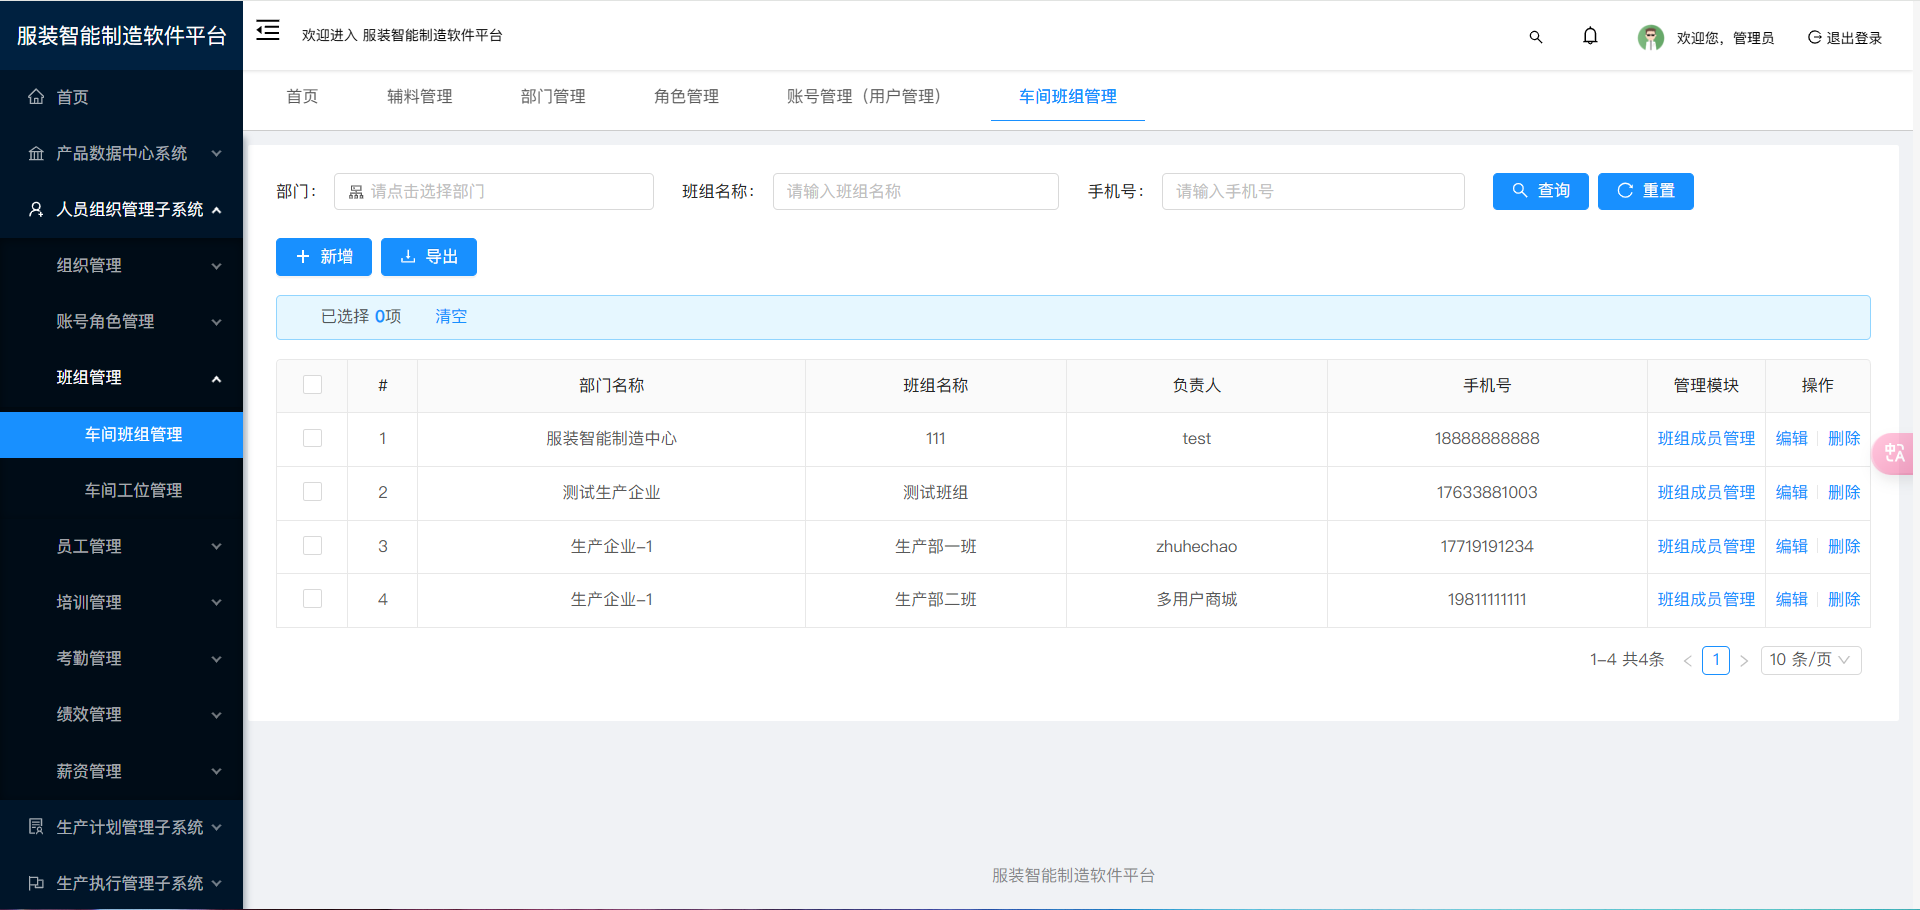 服装智能制造软件平台
欢迎进入 服装智能制造软件平台
欢迎您，管理员
退出登录
首页
产品数据中心系统
人员组织管理子系统
组织管理
账号角色管理
班组管理
车间班组管理
车间工位管理
员工管理
培训管理
考勤管理
绩效管理
薪资管理
生产计划管理子系统
生产执行管理子系统
首页 辅料管理 部门管理 角色管理 账号管理（用户管理） 车间班组管理
部门： 请点击选择部门 班组名称： 请输入班组名称 手机号： 请输入手机号 查询 重置
新增 导出
已选择 0项 清空
# 部门名称 班组名称 负责人 手机号 管理模块 操作
1 服装智能制造中心 111 test 18888888888 班组成员管理 编辑 删除
2 测试生产企业 测试班组 17633881003 班组成员管理 编辑 删除
3 生产企业-1 生产部一班 zhuhechao 17719191234 班组成员管理 编辑 删除
4 生产企业-1 生产部二班 多用户商城 19811111111 班组成员管理 编辑 删除
1-4 共4条 < 1 > 10 条/页
服装智能制造软件平台
中A